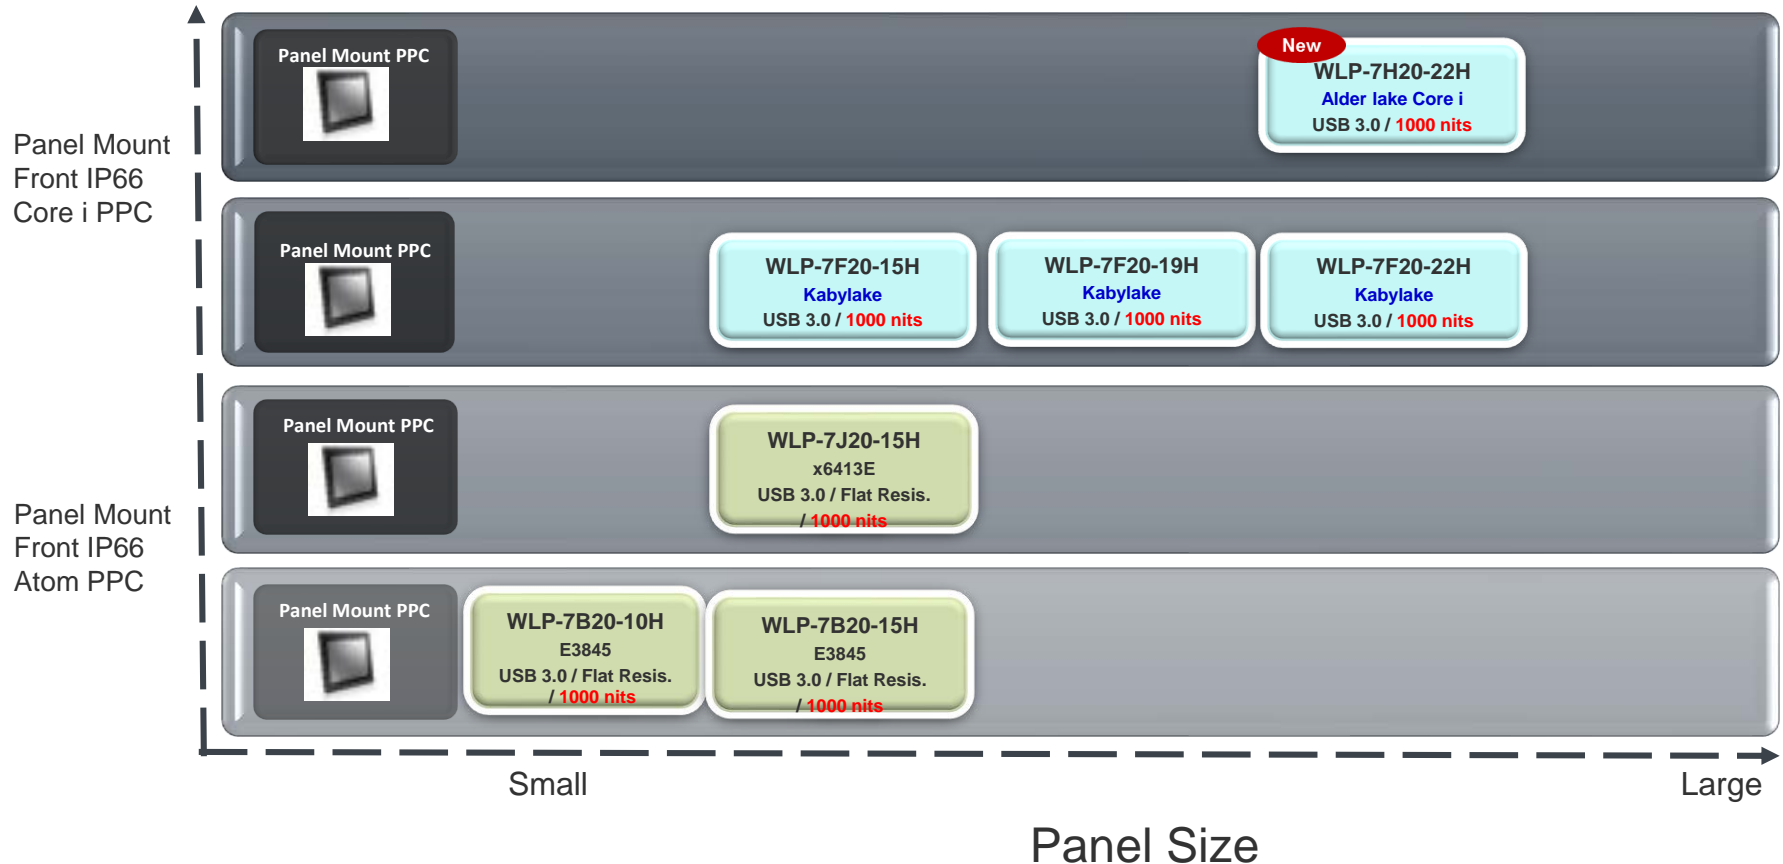 Panel Mount
Front IP66
Core i PPC
Panel Mount PPC
New
WLP-7H20-22H
Alder lake Core i
USB 3.0 / 1000 nits
Panel Mount PPC
WLP-7F20-15H
Kabylake
USB 3.0 / 1000 nits
WLP-7F20-19H
Kabylake
USB 3.0 / 1000 nits
WLP-7F20-22H
Kabylake
USB 3.0 / 1000 nits
Panel Mount
Front IP66
Atom PPC
Panel Mount PPC
WLP-7J20-15H
x6413E
USB 3.0 / Flat Resis.
/ 1000 nits
Panel Mount PPC
WLP-7B20-10H
E3845
USB 3.0 / Flat Resis.
/ 1000 nits
WLP-7B20-15H
E3845
USB 3.0 / Flat Resis.
/ 1000 nits
Small
Large
Panel Size